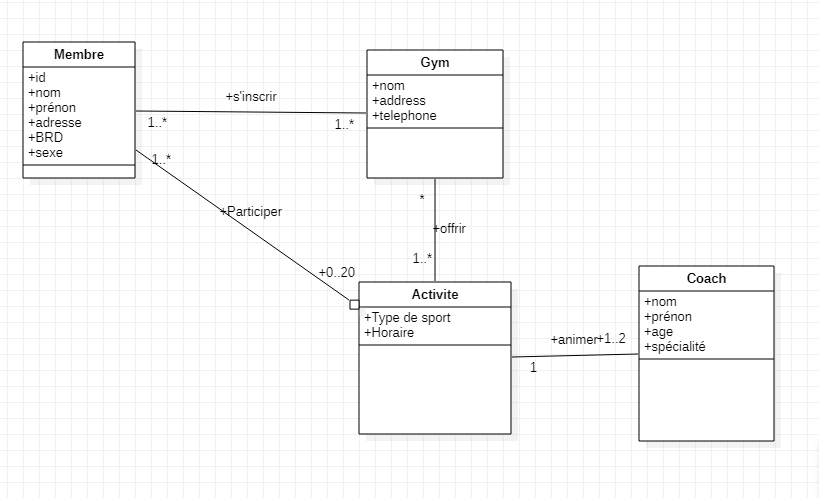 Membre
+id
+nom
+prénon
+adresse
+BRD
+sexe
+s'inscrir
1..*
1..*
Gym
+nom
+address
+telephone
1..*
+Participer
+0..20
*
+offrir
1..*
Activite
+Type de sport
+Horaire
+animer
+1..2
1
Coach
+nom
+prénon
+age
+spécialité